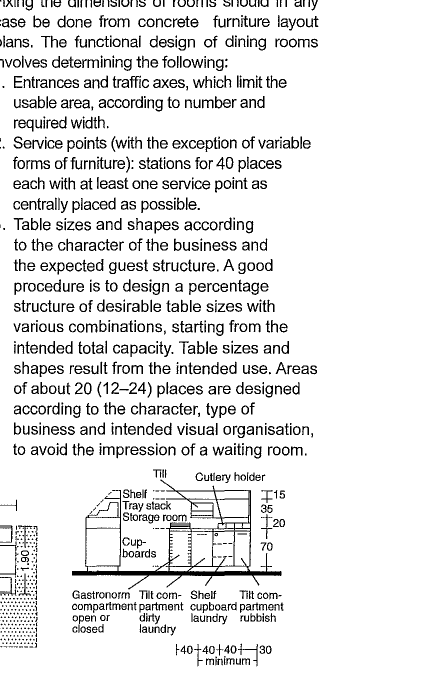 fixing the dimensions of rooms should in any
case be done from concrete furniture layout
plans. The functional design of dining rooms
involves determining the following:
. Entrances and traffic axes, which limit the
usable area, according to number and
required width.
2. Service points (with the exception of variable
forms of furniture): stations for 40 places
each with at least one service point as
centrally placed as possible.
. Table sizes and shapes according
to the character of the business and
the expected guest structure. A good
procedure is to design a percentage
structure of desirable table sizes with
various combinations, starting from the
intended total capacity. Table sizes and
shapes result from the intended use. Areas
of about 20 (12–24) places are designed
according to the character, type of
business and intended visual organisation,
to avoid the impression of a waiting room.
Till
Cutlery holder
Shelf
Tray stack
Storage room
Cup-
boards
15
35
20
70
1.90
Gastronorm
compartment
open or
closed
Tilt com-
partment
dirty
laundry
Shelf
cupboard
laundry
Tilt com-
partment
rubbish
40 40 40 30
minimum